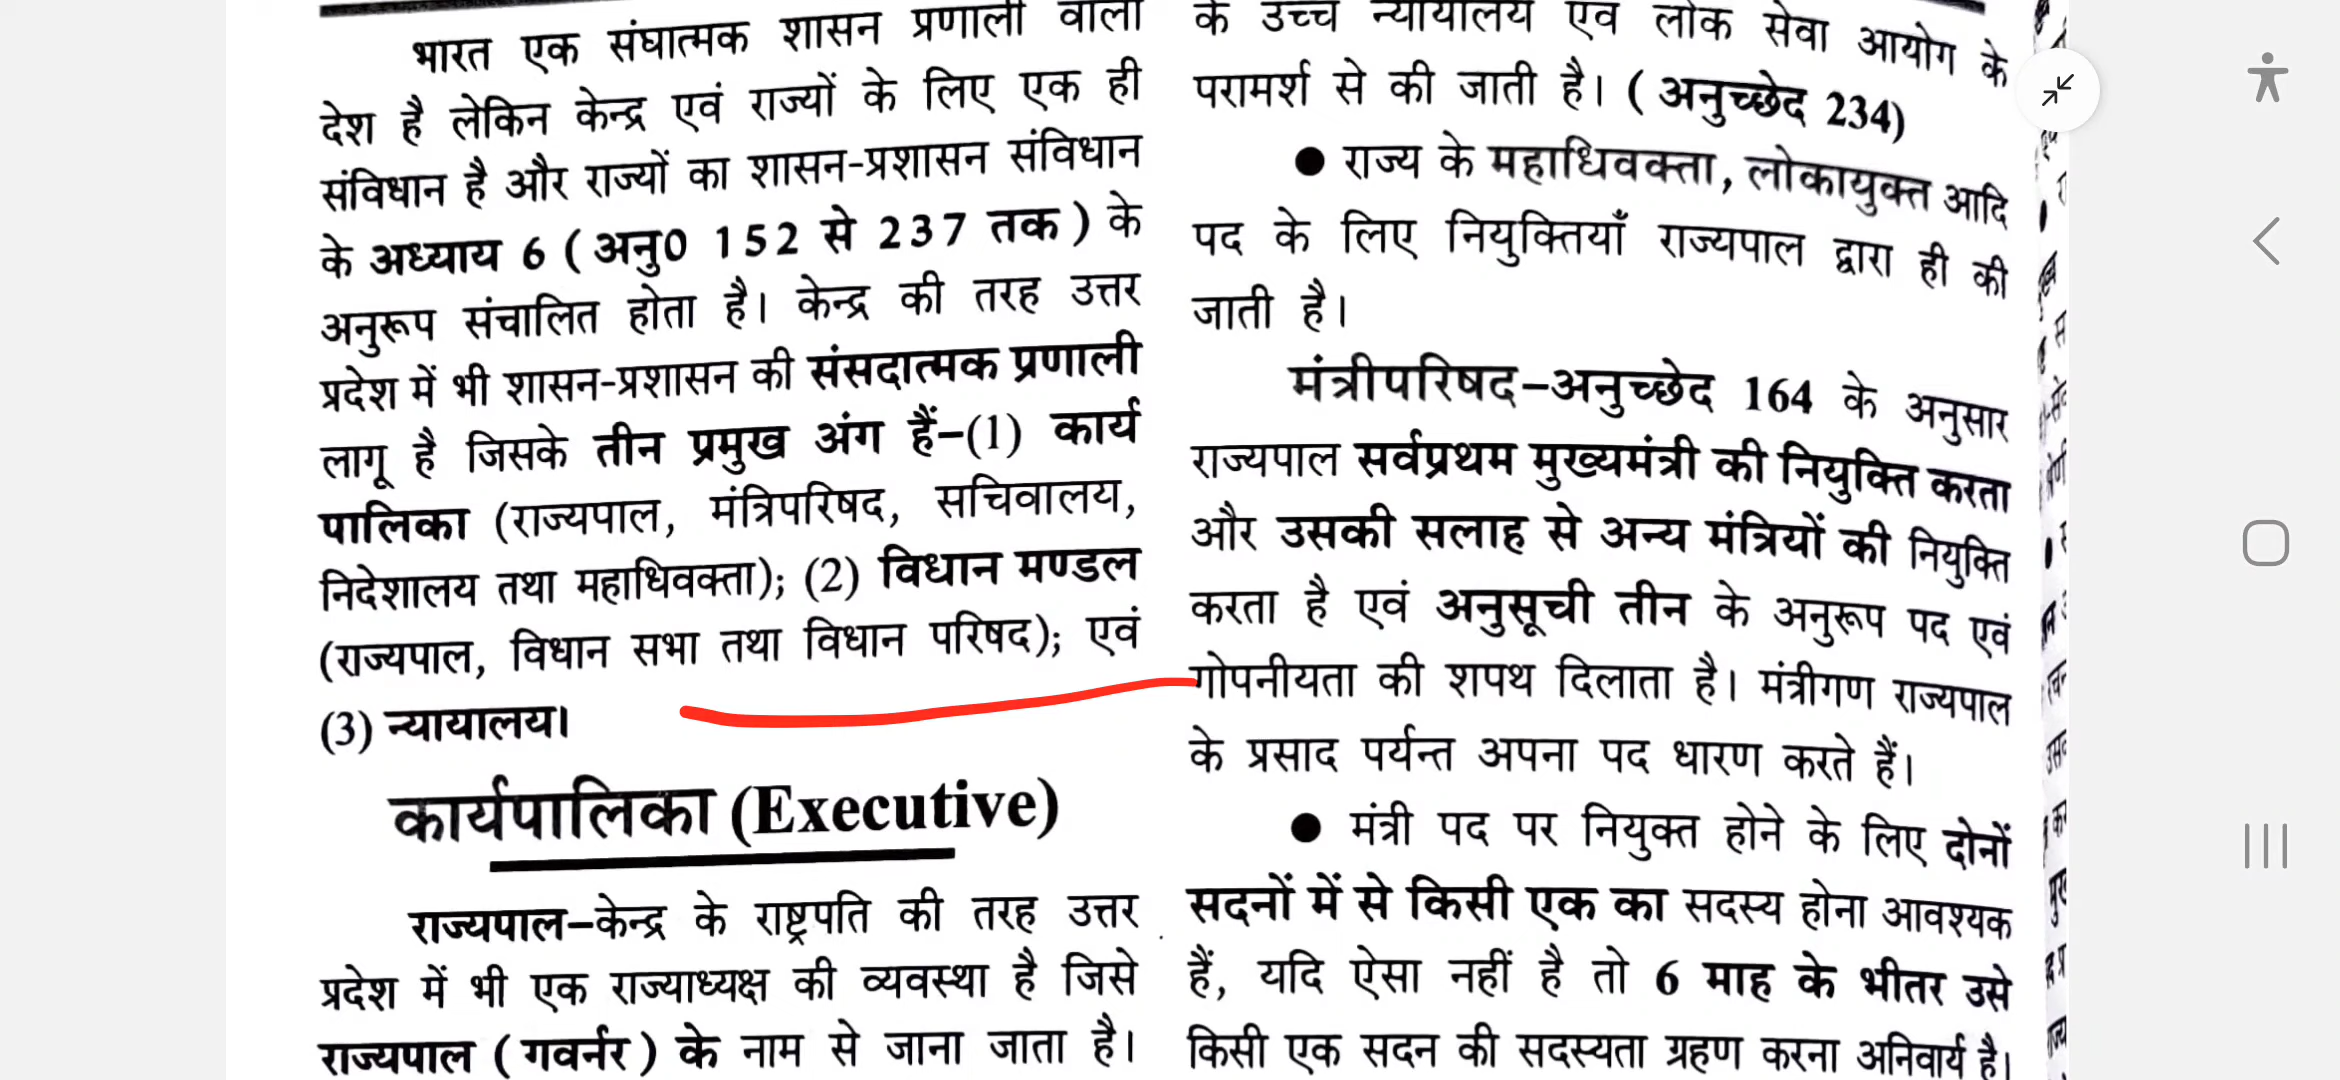 भारत एक संघात्मक शासन प्रणाली वाला
देश है लेकिन केन्द्र एवं राज्यों के लिए एक ही
संविधान है और राज्यों का शासन-प्रशासन संविधान
के अध्याय 6 ( अनु0 152 से 237 तक ) के
अनुरूप संचालित होता है। केन्द्र की तरह उत्तर
प्रदेश में भी शासन-प्रशासन की संसदात्मक प्रणाली
लागू है जिसके तीन प्रमुख अंग हैं–(1) कार्य
पालिका (राज्यपाल, मंत्रिपरिषद, सचिवालय,
निदेशालय तथा महाधिवक्ता); (2) विधान मण्डल
(राज्यपाल, विधान सभा तथा विधान परिषद); एवं
(3) न्यायालय।
कार्यपालिका (Executive)
राज्यपाल–केन्द्र के राष्ट्रपति की तरह उत्तर
प्रदेश में भी एक राज्याध्यक्ष की व्यवस्था है जिसे
राज्यपाल ( गवर्नर ) के नाम से जाना जाता है।
के उच्च न्यायालय एवं लोक सेवा आयोग के
परामर्श से की जाती है। ( अनुच्छेद 234)
● राज्य के महाधिवक्ता, लोकायुक्त आदि
पद के लिए नियुक्तियाँ राज्यपाल द्वारा ही की
जाती है।
मंत्रीपरिषद–अनुच्छेद 164 के अनुसार
राज्यपाल सर्वप्रथम मुख्यमंत्री की नियुक्ति करता
और उसकी सलाह से अन्य मंत्रियों की नियुक्ति
करता है एवं अनुसूची तीन के अनुरूप पद एवं
गोपनीयता की शपथ दिलाता है। मंत्रीगण राज्यपाल
के प्रसाद पर्यन्त अपना पद धारण करते हैं।
● मंत्री पद पर नियुक्त होने के लिए दोनों
सदनों में से किसी एक का सदस्य होना आवश्यक
हैं, यदि ऐसा नहीं है तो 6 माह के भीतर उसे
किसी एक सदन की सदस्यता ग्रहण करना अनिवार्य है।